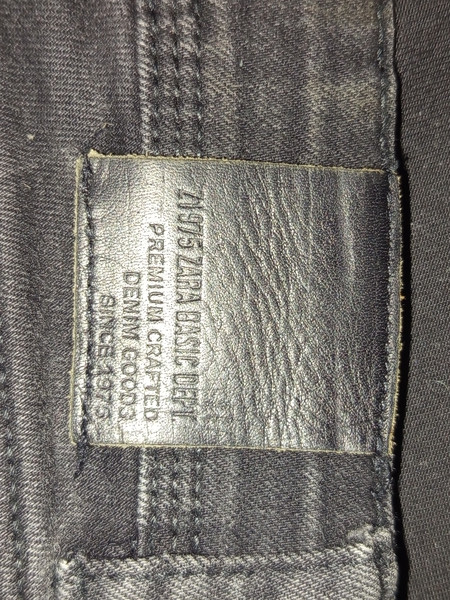 Z1975 ZARA BASIC DEPT
PREMIUM CRAFTED
DENIM GOODS
SINCE 1975